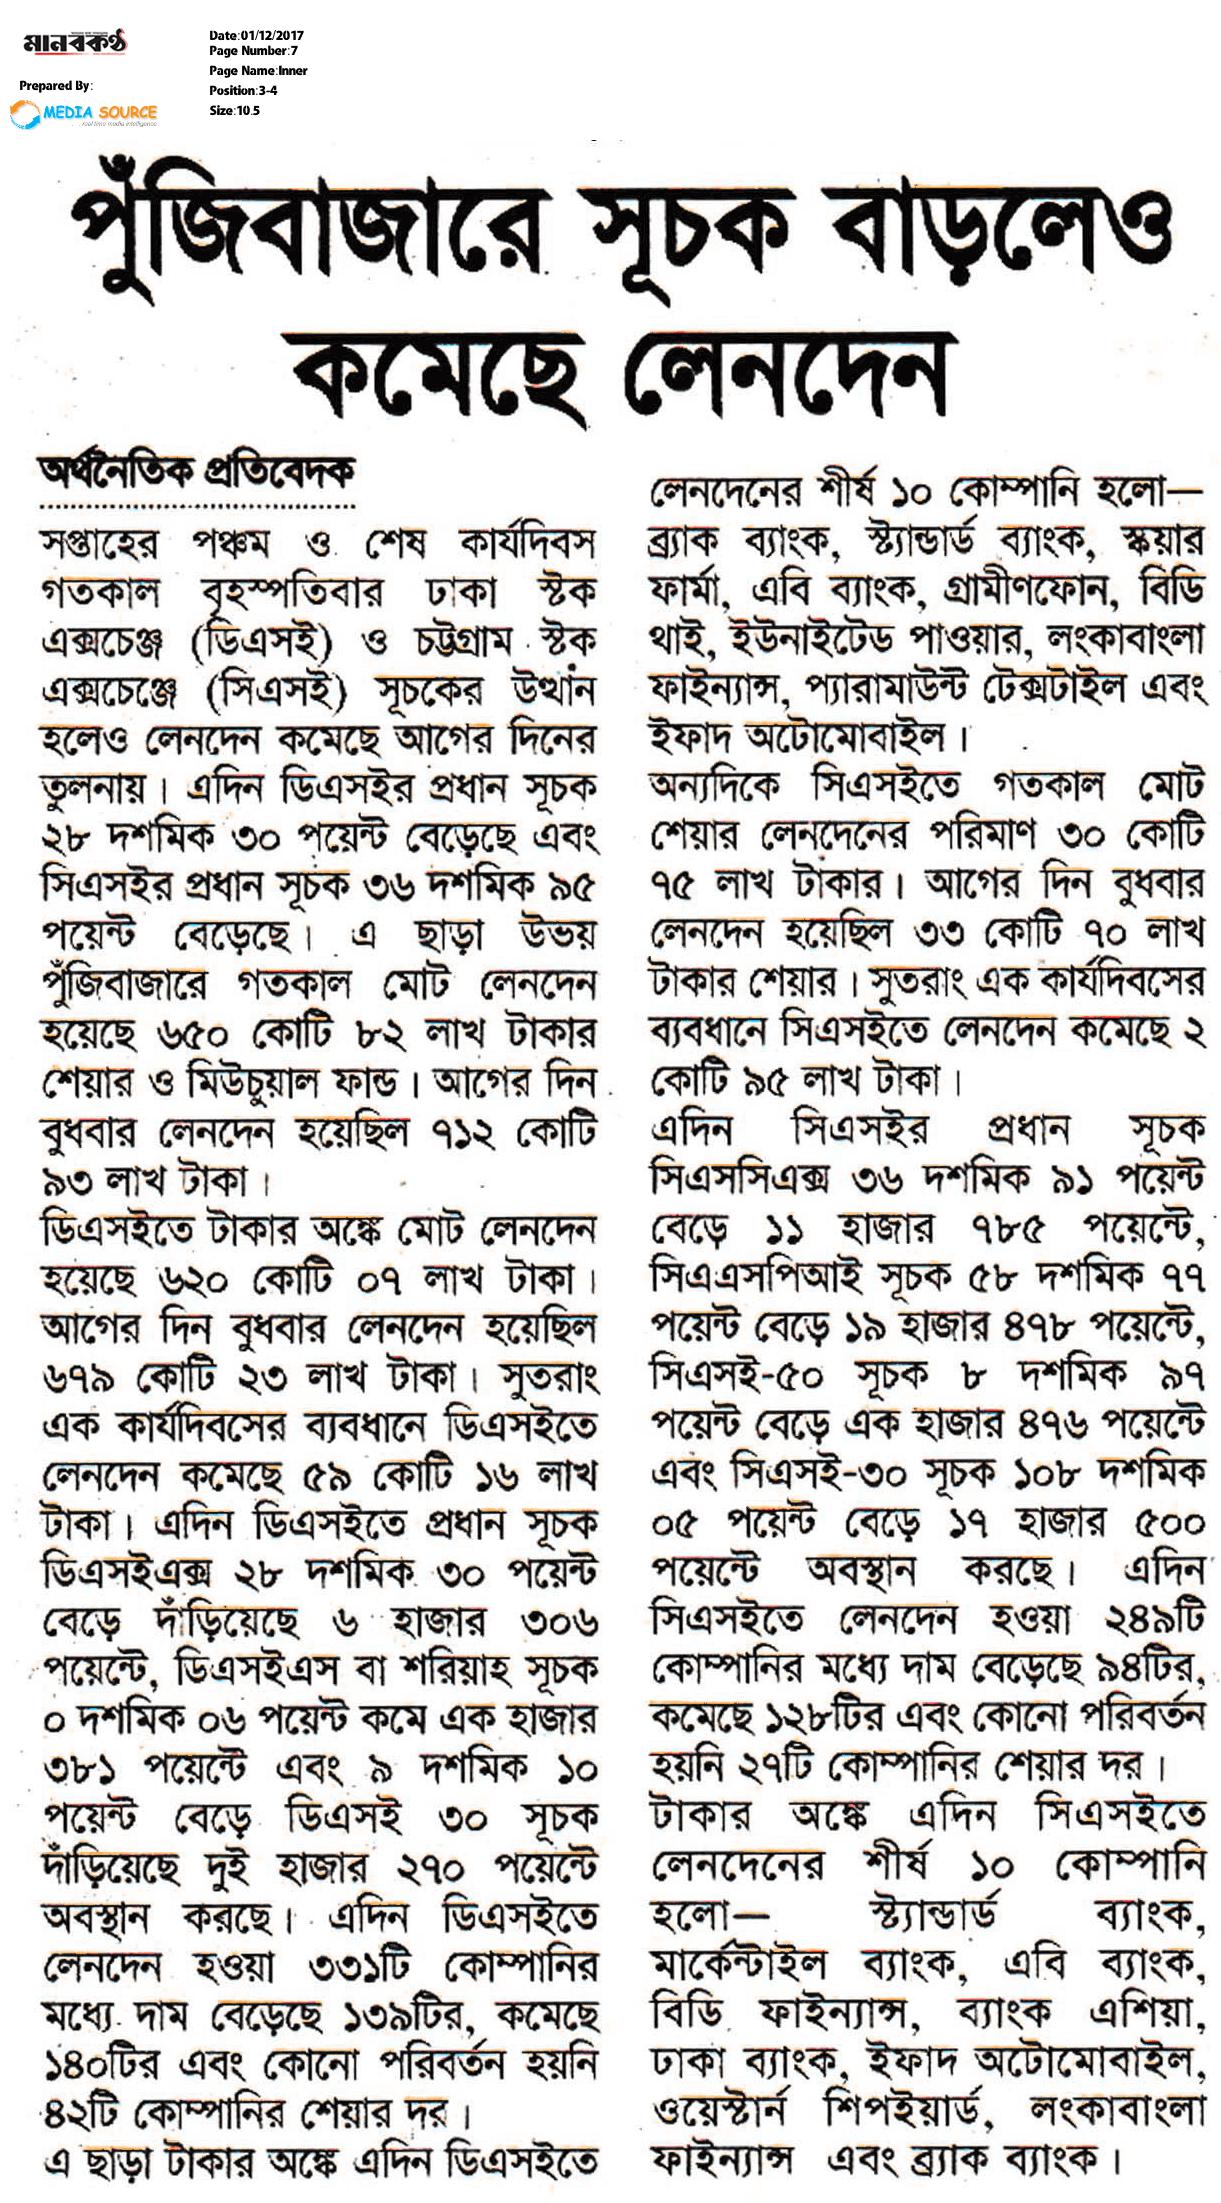 মানবকণ্ঠ
Prepared By:
MEDIA SOURCE
real time media intelligence
Date:01/12/2017
Page Number:7
Page Name:Inner
Position:3-4
Size:10.5
পুঁজিবাজারে সূচক বাড়লেও
কমেছে লেনদেন
অর্থনৈতিক প্রতিবেদক
সপ্তাহের পঞ্চম ও শেষ কার্যদিবস
গতকাল বৃহস্পতিবার ঢাকা স্টক
এক্সচেঞ্জ (ডিএসই) ও চট্টগ্রাম স্টক
এক্সচেঞ্জে (সিএসই) সূচকের উত্থান
হলেও লেনদেন কমেছে আগের দিনের
তুলনায়। এদিন ডিএসইর প্রধান সূচক
২৮ দশমিক ৩০ পয়েন্ট বেড়েছে এবং
সিএসইর প্রধান সূচক ৩৬ দশমিক ৯৫
পয়েন্ট বেড়েছে। এ ছাড়া উভয়
পুঁজিবাজারে গতকাল মোট লেনদেন
হয়েছে ৬৫০ কোটি ৮২ লাখ টাকার
শেয়ার ও মিউচুয়াল ফান্ড। আগের দিন
বুধবার লেনদেন হয়েছিল ৭১২ কোটি
৯৩ লাখ টাকা।
ডিএসইতে টাকার অঙ্কে মোট লেনদেন
হয়েছে ৬২০ কোটি ০৭ লাখ টাকা।
আগের দিন বুধবার লেনদেন হয়েছিল
৬৭৯ কোটি ২৩ লাখ টাকা। সুতরাং
এক কার্যদিবসের ব্যবধানে ডিএসইতে
লেনদেন কমেছে ৫৯ কোটি ১৬ লাখ
টাকা। এদিন ডিএসইতে প্রধান সূচক
ডিএসইএক্স ২৮ দশমিক ৩০ পয়েন্ট
বেড়ে দাঁড়িয়েছে ৬ হাজার ৩০৬
পয়েন্টে, ডিএসইএস বা শরিয়াহ সূচক
০ দশমিক ০৬ পয়েন্ট কমে এক হাজার
৩৮১ পয়েন্টে এবং ৯ দশমিক ১০
পয়েন্ট বেড়ে ডিএসই ৩০ সূচক
দাঁড়িয়েছে দুই হাজার ২৭০ পয়েন্টে
অবস্থান করছে। এদিন ডিএসইতে
লেনদেন হওয়া ৩৩১টি কোম্পানির
মধ্যে দাম বেড়েছে ১৩৯টির, কমেছে
১৪০টির এবং কোনো পরিবর্তন হয়নি
৪২টি কোম্পানির শেয়ার দর।
এ ছাড়া টাকার অঙ্কে এদিন ডিএসইতে
লেনদেনের শীর্ষ ১০ কোম্পানি হলো—
ব্র্যাক ব্যাংক, স্ট্যান্ডার্ড ব্যাংক, স্কয়ার
ফার্মা, এবি ব্যাংক, গ্রামীণফোন, বিডি
থাই, ইউনাইটেড পাওয়ার, লংকাবাংলা
ফাইন্যান্স, প্যারামাউন্ট টেক্সটাইল এবং
ইফাদ অটোমোবাইল।
অন্যদিকে সিএসইতে গতকাল মোট
শেয়ার লেনদেনের পরিমাণ ৩০ কোটি
৭৫ লাখ টাকার। আগের দিন বুধবার
লেনদেন হয়েছিল ৩৩ কোটি ৭০ লাখ
টাকার শেয়ার। সুতরাং এক কার্যদিবসের
ব্যবধানে সিএসইতে লেনদেন কমেছে ২
কোটি ৯৫ লাখ টাকা।
এদিন সিএসইর প্রধান সূচক
সিএসসিএক্স ৩৬ দশমিক ৯১ পয়েন্ট
বেড়ে ১১ হাজার ৭৮৫ পয়েন্টে,
সিএএসপিআই সূচক ৫৮ দশমিক ৭৭
পয়েন্ট বেড়ে ১৯ হাজার ৪৭৮ পয়েন্টে,
সিএসই-৫০ সূচক ৮ দশমিক ৯৭
পয়েন্ট বেড়ে এক হাজার ৪৭৬ পয়েন্টে
এবং সিএসই-৩০ সূচক ১০৮ দশমিক
০৫ পয়েন্ট বেড়ে ১৭ হাজার ৫০০
পয়েন্টে অবস্থান করছে। এদিন
সিএসইতে লেনদেন হওয়া ২৪৯টি
কোম্পানির মধ্যে দাম বেড়েছে ৯৪টির,
কমেছে ১২৮টির এবং কোনো পরিবর্তন
হয়নি ২৭টি কোম্পানির শেয়ার দর।
টাকার অঙ্কে এদিন সিএসইতে
লেনদেনের শীর্ষ ১০ কোম্পানি
হলো— স্ট্যান্ডার্ড ব্যাংক,
মার্কেন্টাইল ব্যাংক, এবি ব্যাংক,
বিডি ফাইন্যান্স, ব্যাংক এশিয়া,
ঢাকা ব্যাংক, ইফাদ অটোমোবাইল,
ওয়েস্টার্ন শিপইয়ার্ড, লংকাবাংলা
ফাইন্যান্স এবং ব্র্যাক ব্যাংক।